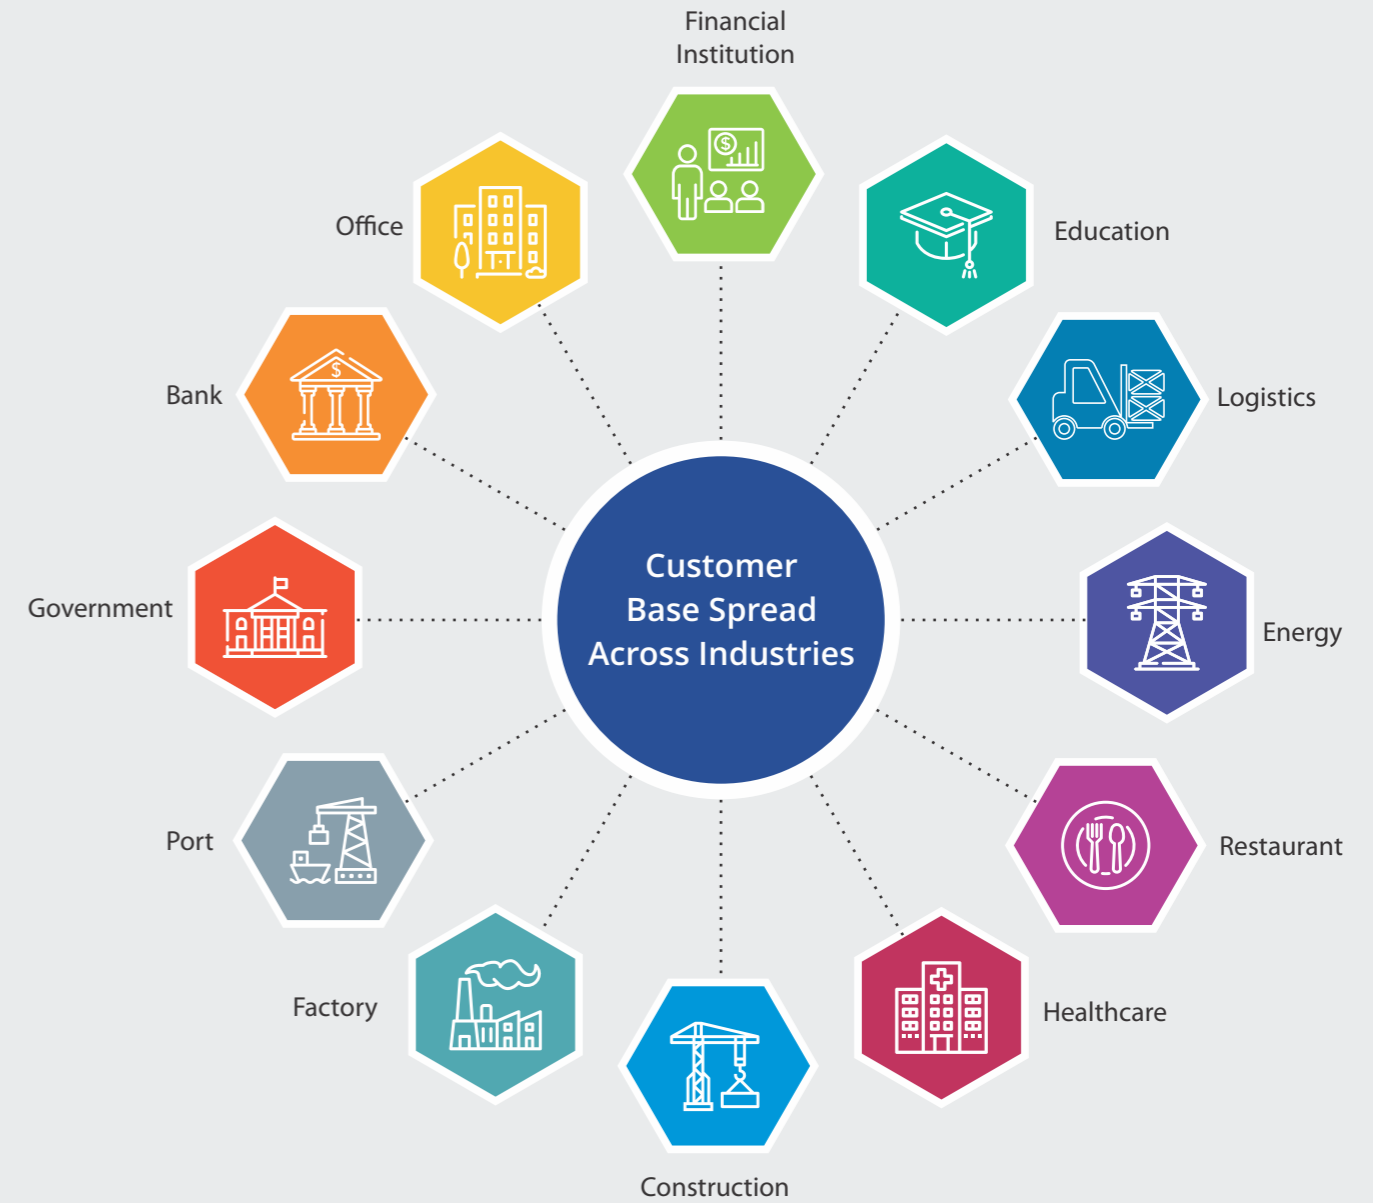 Financial
Institution
Office
Education
Bank
Logistics
Customer
Base Spread
Across Industries
Government
Energy
Port
Restaurant
Factory
Healthcare
Construction
$
$